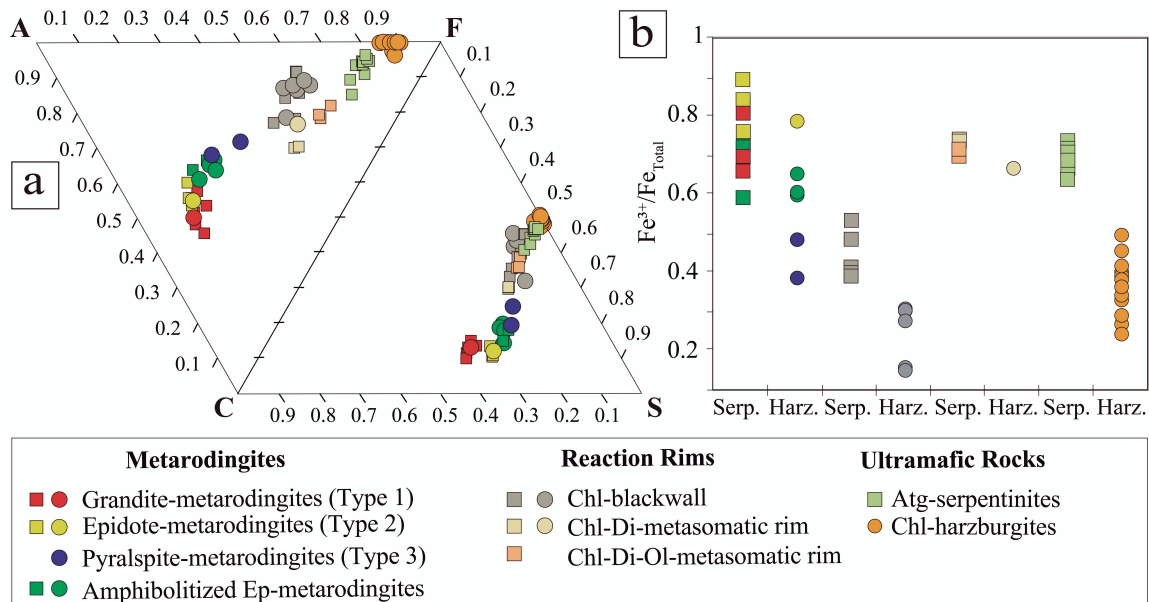 0.1 0.2 0.3 0.4 0.5 0.6 0.7 0.8 0.9
A F
0.9 0.8 0.7 0.6 0.5 0.4 0.3 0.2 0.1
0.1 0.2 0.3 0.4 0.5 0.6 0.7 0.8 0.9
a
C S
0.9 0.8 0.7 0.6 0.5 0.4 0.3 0.2 0.1
b
Fe³⁺/Fe_Total
1
0.8
0.6
0.4
0.2
Serp. Harz. Serp. Harz. Serp. Harz. Serp. Harz.
Metarodingites
Grandite-metarodingites (Type 1)
Epidote-metarodingites (Type 2)
Pyralspite-metarodingites (Type 3)
Amphibolitized Ep-metarodingites
Reaction Rims
Chl-blackwall
Chl-Di-metasomatic rim
Chl-Di-Ol-metasomatic rim
Ultramafic Rocks
Atg-serpentinites
Chl-harzburgites